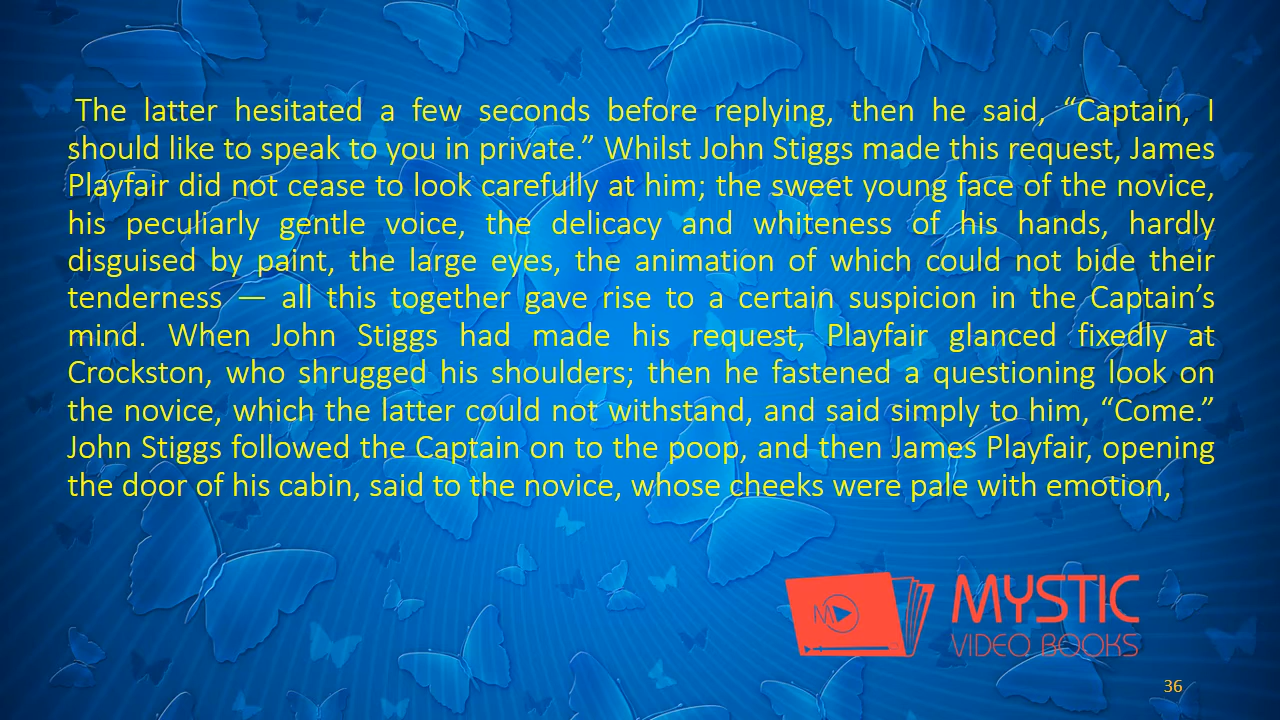 The latter hesitated a few seconds before replying, then he said, “Captain, I
should like to speak to you in private.” Whilst John Stiggs made this request, James
Playfair did not cease to look carefully at him; the sweet young face of the novice,
his peculiarly gentle voice, the delicacy and whiteness of his hands, hardly
disguised by paint, the large eyes, the animation of which could not bide their
tenderness — all this together gave rise to a certain suspicion in the Captain’s
mind. When John Stiggs had made his request, Playfair glanced fixedly at
Crockston, who shrugged his shoulders; then he fastened a questioning look on
the novice, which the latter could not withstand, and said simply to him, “Come.”
John Stiggs followed the Captain on to the poop, and then James Playfair, opening
the door of his cabin, said to the novice, whose cheeks were pale with emotion,
M
MYSTIC
VIDEO BOOKS
36